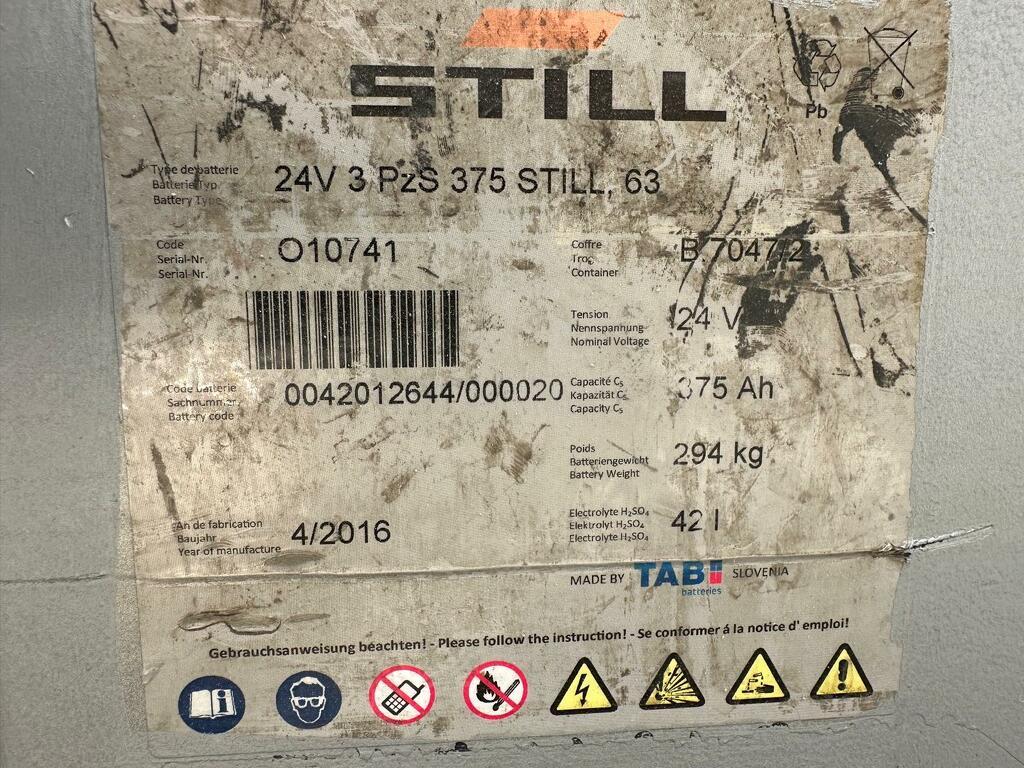 STILL
Pb
Type de batterie
Batterie Typ
Battery Type
24V 3 PzS 375 STILL, 63
Code
Serial-Nr.
Serial-Nr.
O10741
Coffre
Trog
Container
B.7047/2
Tension
Nennspannung
Nominal Voltage
24 V
Code batterie
Sachnummer
Battery code
0042012644/000020
Capacité C₅
Kapazität C₅
Capacity C₅
375 Ah
Poids
Batteriengewicht
Battery Weight
294 kg
An de fabrication
Baujahr
Year of manufacture
4/2016
Electrolyte H₂SO₄
Elektrolyt H₂SO₄
Electrolyte H₂SO₄
42 l
MADE BY TAB batteries SLOVENIA
Gebrauchsanweisung beachten! - Please follow the instruction! - Se conformer á la notice d' emploi!